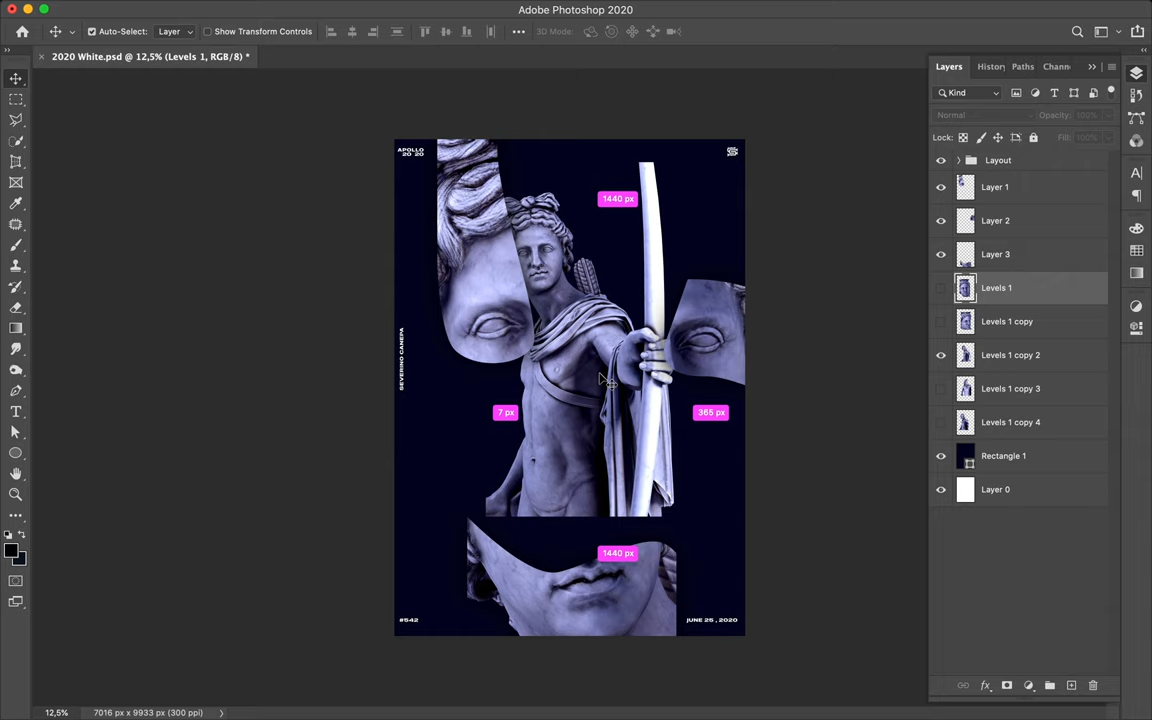 Adobe Photoshop 2020
Auto-Select: Layer Show Transform Controls 3D Mode:
2020 White.psd @ 12,5% (Levels 1, RGB/8) *
Layers History Paths Chann
Kind
Normal Opacity: 100%
Lock: Fill: 100%
Layout
Layer 1
Layer 2
Layer 3
Levels 1
Levels 1 copy
Levels 1 copy 2
Levels 1 copy 3
Levels 1 copy 4
Rectangle 1
Layer 0
APOLLO
20 20
1440 px
SEVERINO CANEPA
7 px
365 px
1440 px
#542
JUNE 25 , 2020
12,5% 7016 px x 9933 px (300 ppi)